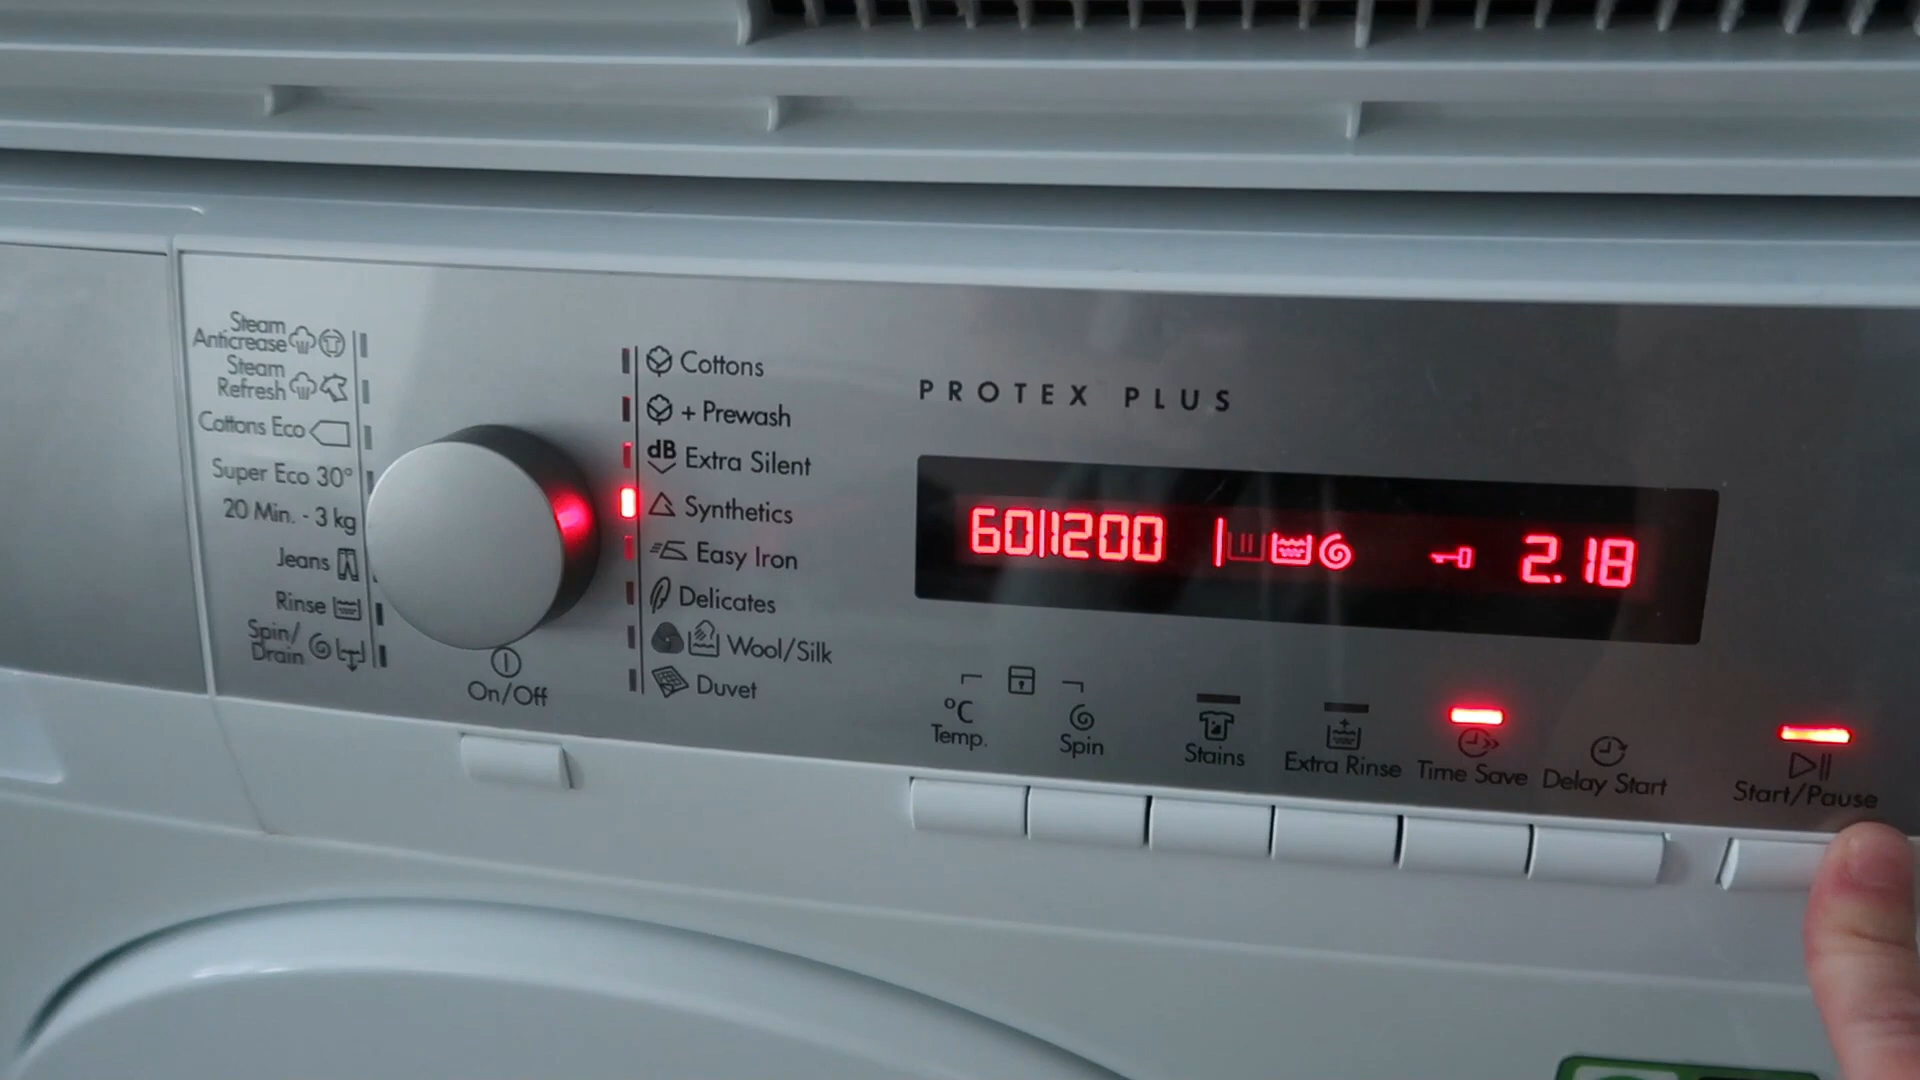 Steam
Anticrease
Steam
Refresh
Cottons Eco
Super Eco 30°
20 Min. - 3 kg
Jeans
Rinse
Spin/
Drain
On/Off
Cottons
+ Prewash
dB Extra Silent
Synthetics
Easy Iron
Delicates
Wool/Silk
Duvet
PROTEX PLUS
60 1200 2.18
°C
Temp.
Spin
Stains
Extra Rinse
Time Save
Delay Start
Start/Pause